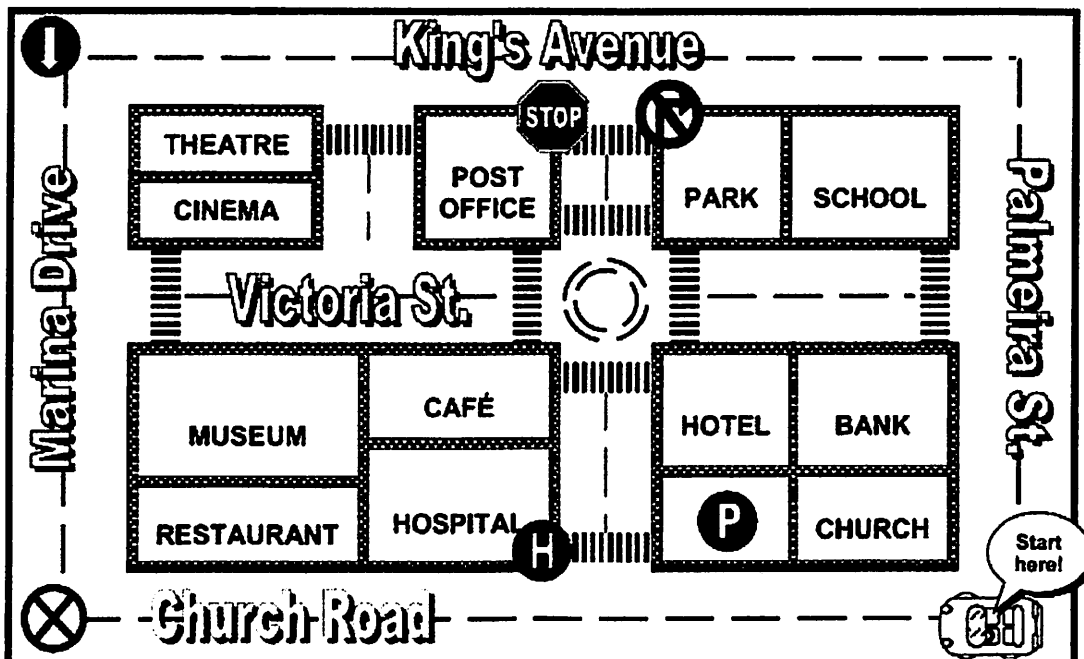 King's Avenue
STOP
THEATRE
CINEMA
POST
OFFICE
PARK
SCHOOL
Marina Drive
Palmeira St.
Victoria St.
MUSEUM
CAFÉ
HOTEL
BANK
RESTAURANT
HOSPITAL
H
P
CHURCH
Start
here!
Church Road